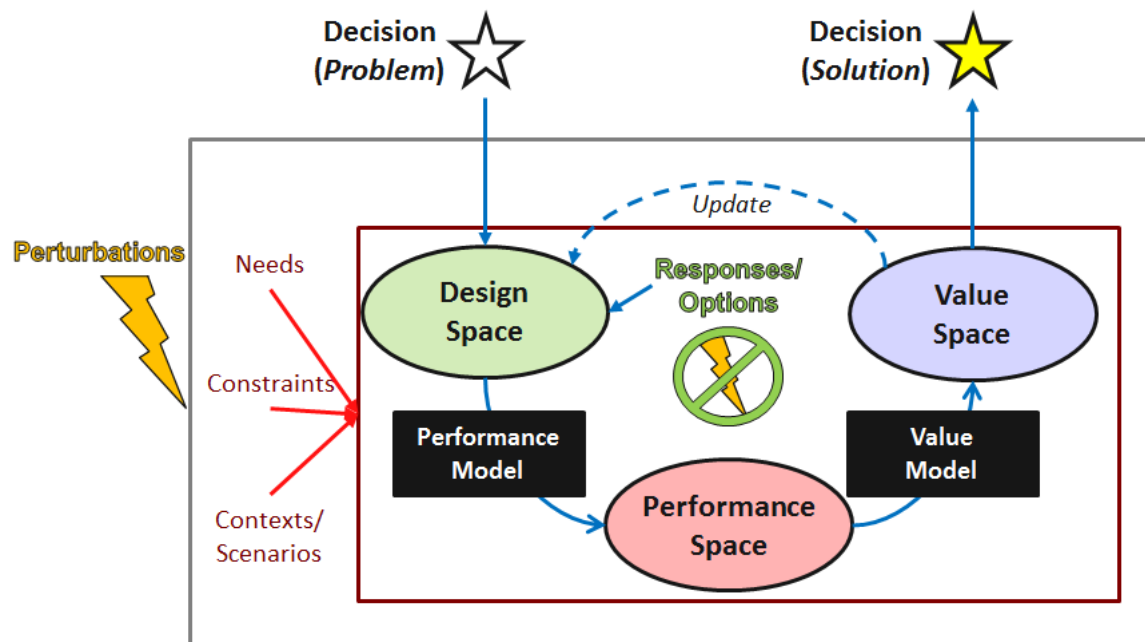 Decision
(Problem)
Decision
(Solution)
Update
Perturbations
Needs
Responses/
Options
Design
Space
Value
Space
Constraints
Performance
Model
Value
Model
Contexts/
Scenarios
Performance
Space